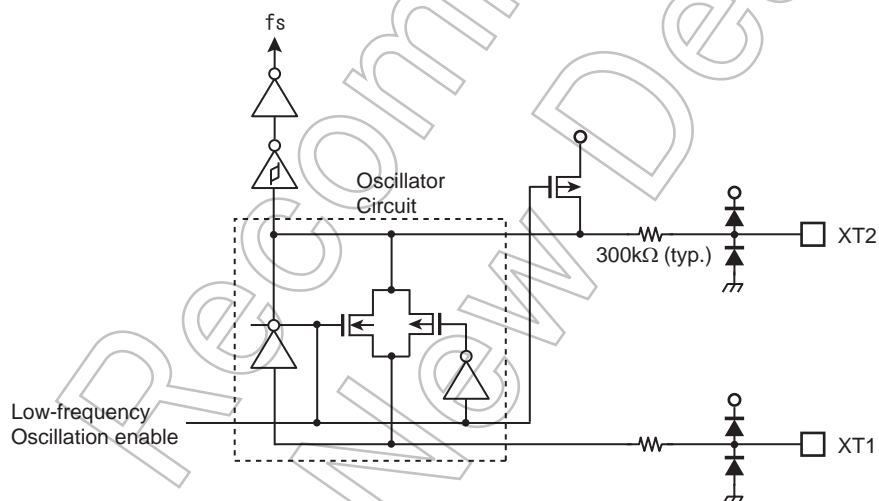 fs
Oscillator
Circuit
300kΩ (typ.)
XT2
Low-frequency
Oscillation enable
XT1